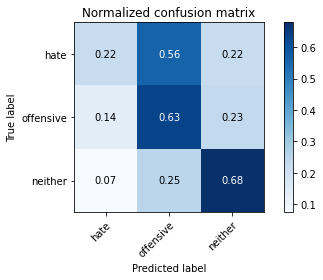 Normalized confusion matrix
True label
hate 0.22 0.56 0.22
offensive 0.14 0.63 0.23
neither 0.07 0.25 0.68
hate offensive neither
Predicted label
0.6
0.5
0.4
0.3
0.2
0.1